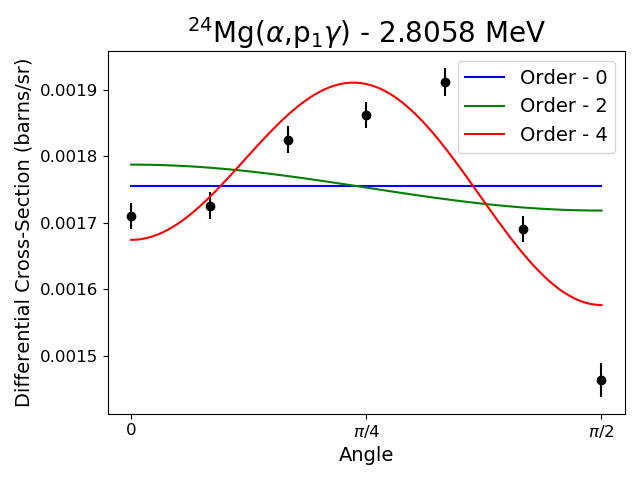 ²⁴Mg(α,p₁γ) - 2.8058 MeV
Differential Cross-Section (barns/sr)
0.0019
0.0018
0.0017
0.0016
0.0015
Order - 0
Order - 2
Order - 4
0
π/4
π/2
Angle